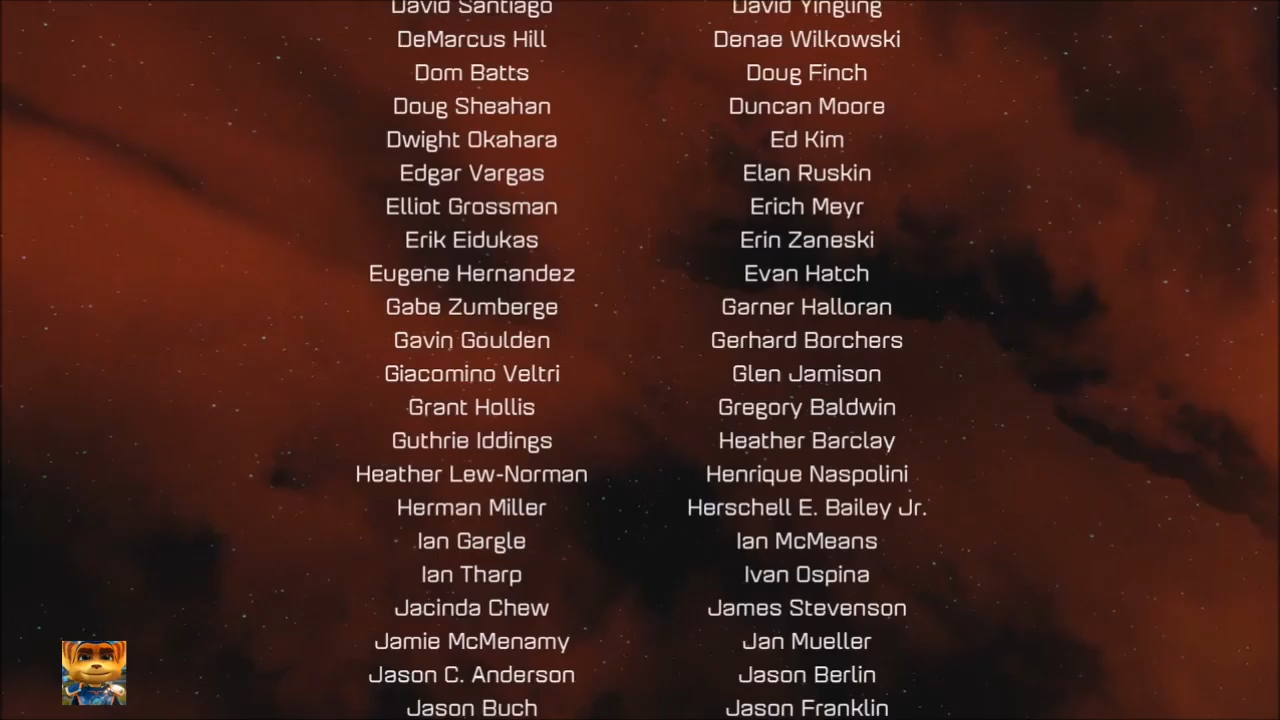 David Santiago David Yingling
DeMarcus Hill Denae Wilkowski
Dom Batts Doug Finch
Doug Sheahan Duncan Moore
Dwight Okahara Ed Kim
Edgar Vargas Elan Ruskin
Elliot Grossman Erich Meyr
Erik Eidukas Erin Zaneski
Eugene Hernandez Evan Hatch
Gabe Zumberge Garner Halloran
Gavin Goulden Gerhard Borchers
Giacomino Veltri Glen Jamison
Grant Hollis Gregory Baldwin
Guthrie Iddings Heather Barclay
Heather Lew-Norman Henrique Naspolini
Herman Miller Herschell E. Bailey Jr.
Ian Gargle Ian McMeans
Ian Tharp Ivan Ospina
Jacinda Chew James Stevenson
Jamie McMenamy Jan Mueller
Jason C. Anderson Jason Berlin
Jason Buch Jason Franklin